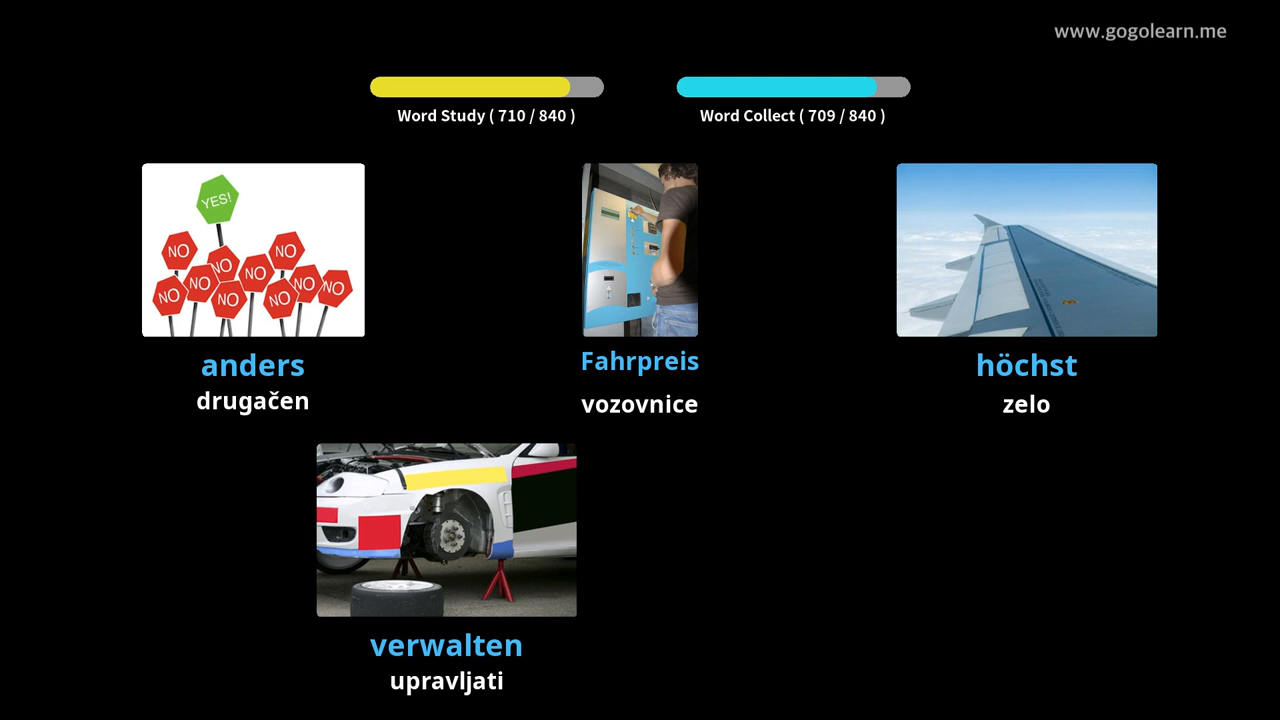 www.gogolearn.me
Word Study ( 710 / 840 )
Word Collect ( 709 / 840 )
YES!
NO
NO
NO
NO
NO
NO
NO
NO
NO
NO
anders
drugačen
Fahrpreis
vozovnice
höchst
zelo
verwalten
upravljati